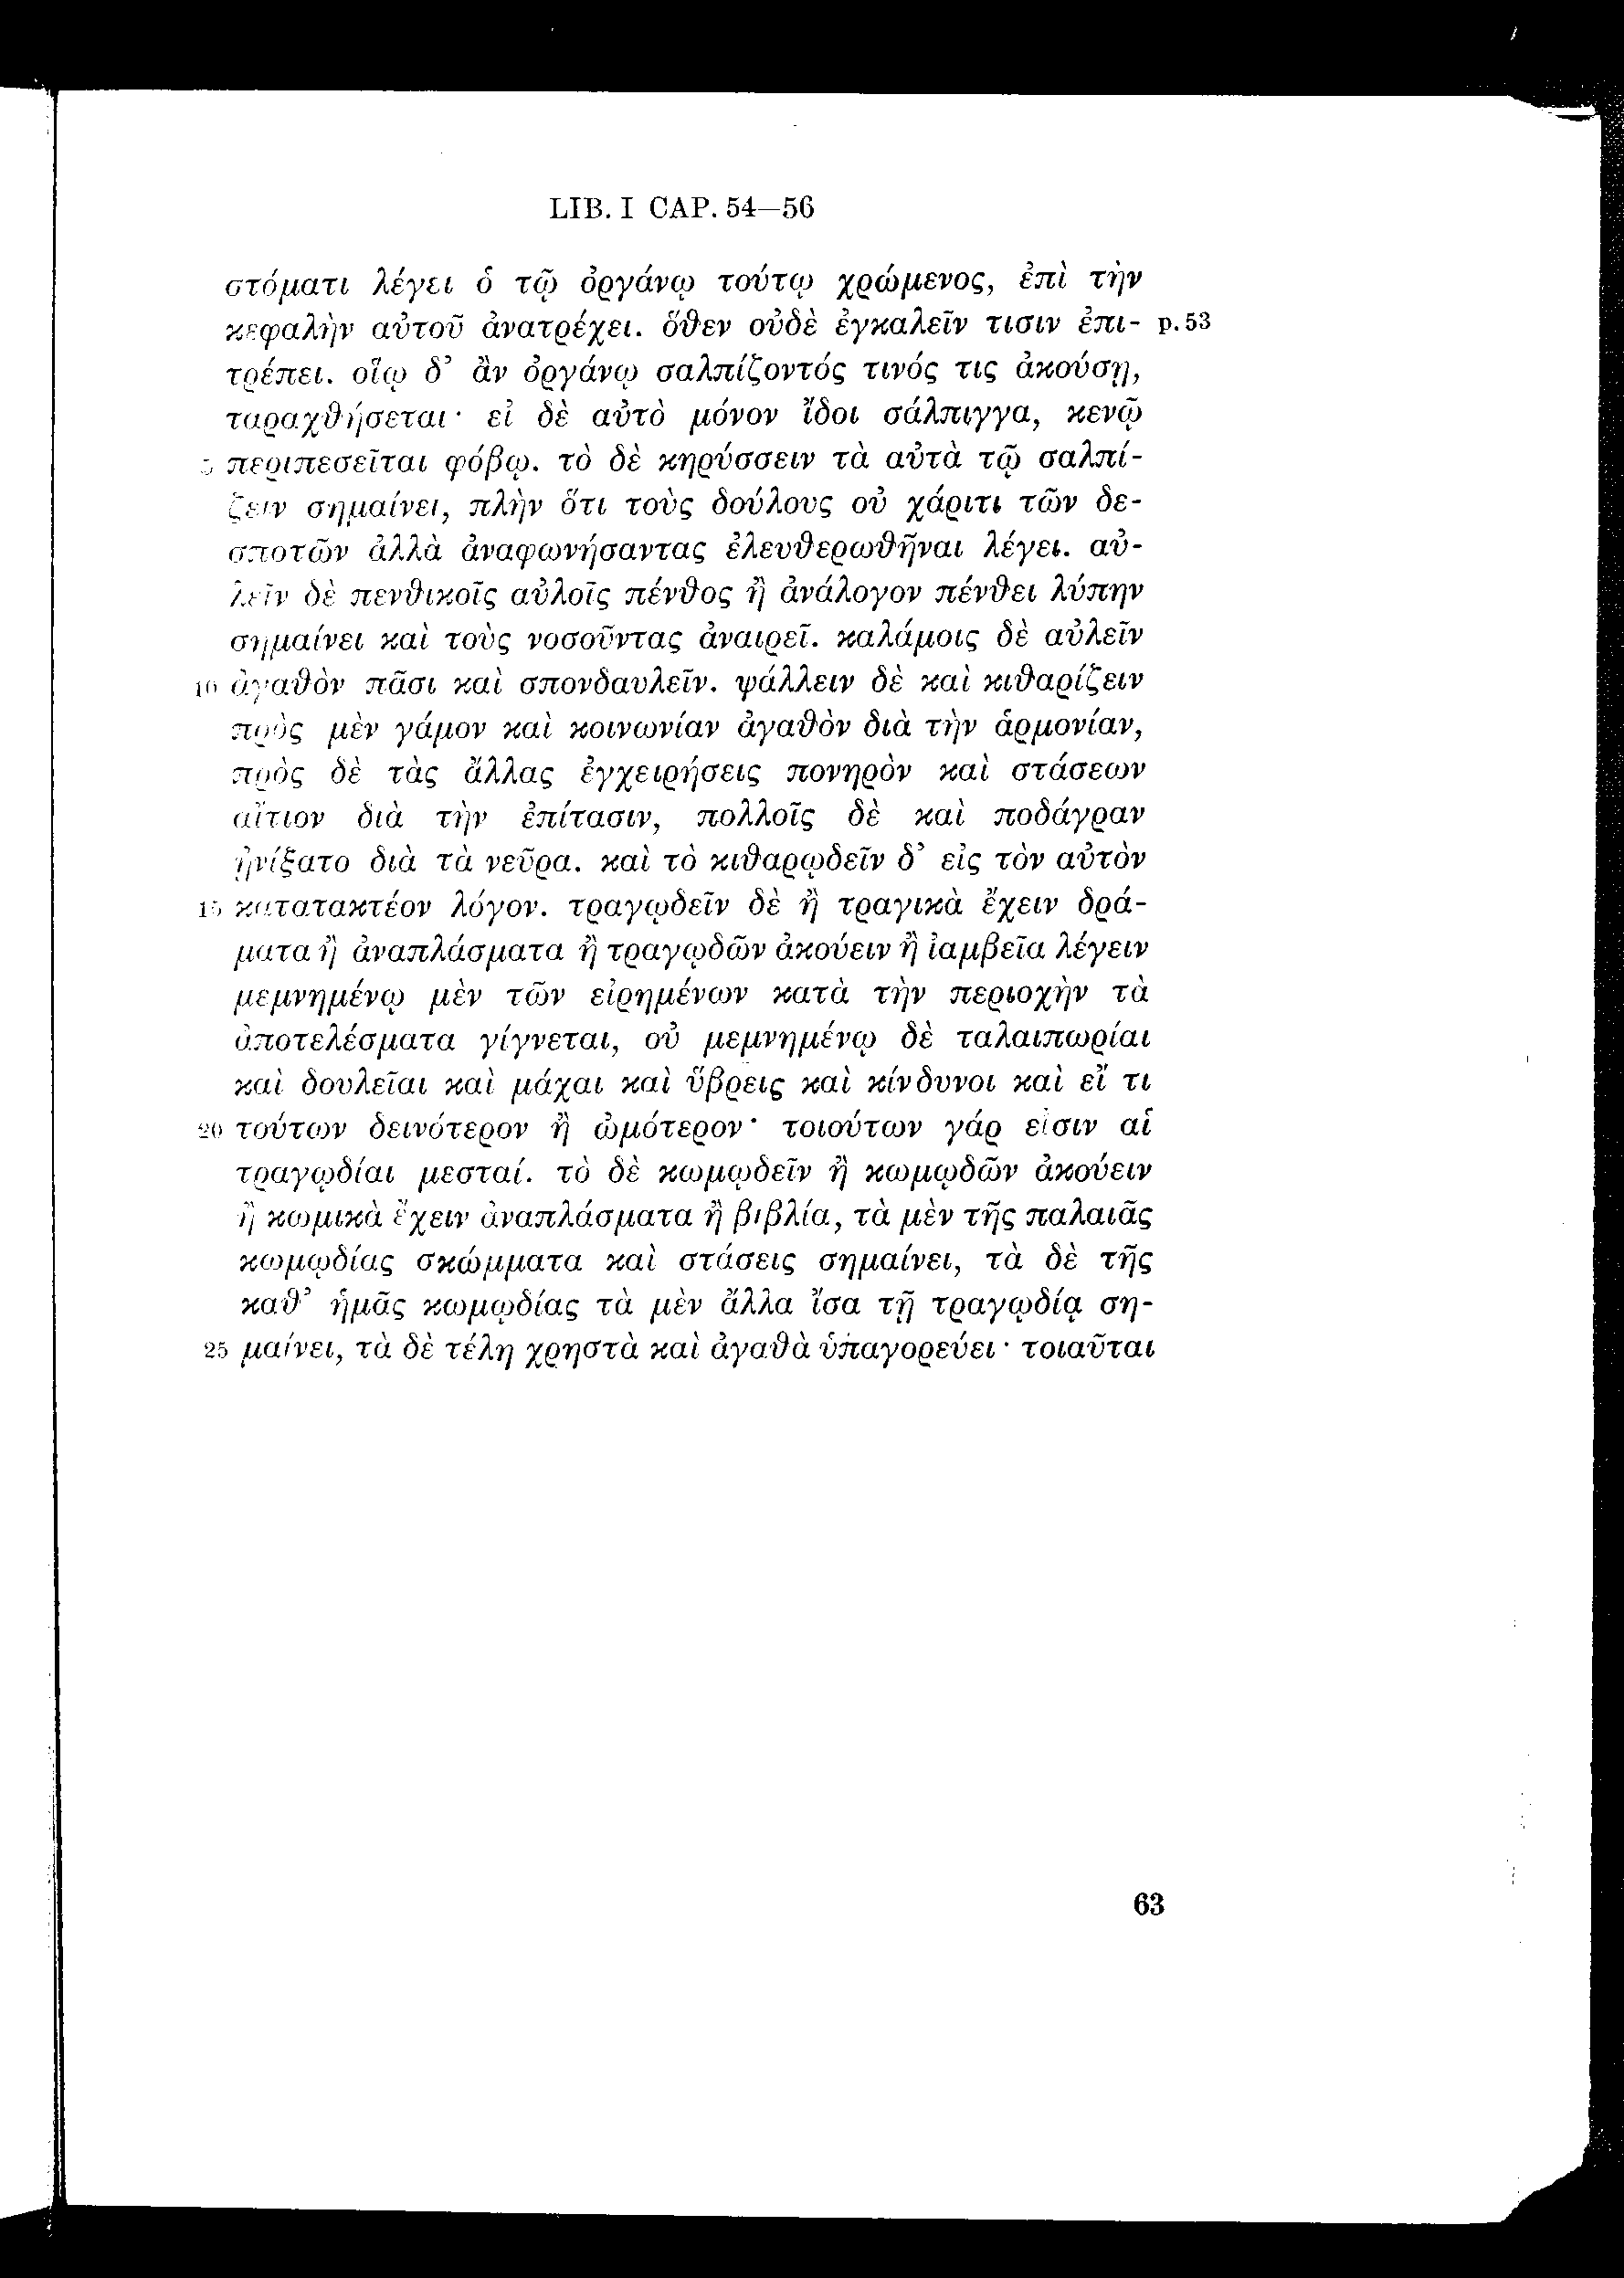 LIB. I CAP. 54—56
στόματι λέγει ὁ τῷ ὀργάνῳ τούτῳ χρώμενος, ἐπὶ τὴν
κεφαλὴν αὐτοῦ ἀνατρέχει. ὅθεν οὐδὲ ἐγκαλεῖν τισιν ἐπι- p. 53
τρέπει. οἵῳ δ’ ἂν ὀργάνῳ σαλπίζοντός τινός τις ἀκούσῃ,
ταραχθήσεται· εἰ δὲ αὐτὸ μόνον ἴδοι σάλπιγγα, κενῷ
5 περιπεσεῖται φόβῳ. τὸ δὲ κηρύσσειν τὰ αὐτὰ τῷ σαλπί-
ζειν σημαίνει, πλὴν ὅτι τοὺς δούλους οὐ χάριτι τῶν δε-
σποτῶν ἀλλὰ ἀναφωνήσαντας ἐλευθερωθῆναι λέγει. αὐ-
λεῖν δὲ πενθικοῖς αὐλοῖς πένθος ἢ ἀνάλογον πένθει λύπην
σημαίνει καὶ τοὺς νοσοῦντας ἀναιρεῖ. καλάμοις δὲ αὐλεῖν
10 ἀγαθὸν πᾶσι καὶ σπονδαυλεῖν. ψάλλειν δὲ καὶ κιθαρίζειν
πρὸς μὲν γάμον καὶ κοινωνίαν ἀγαθὸν διὰ τὴν ἁρμονίαν,
πρὸς δὲ τὰς ἄλλας ἐγχειρήσεις πονηρὸν καὶ στάσεων
αἴτιον διὰ τὴν ἐπίτασιν, πολλοῖς δὲ καὶ ποδάγραν
ᾐνίξατο διὰ τὰ νεῦρα. καὶ τὸ κιθαρῳδεῖν δ’ εἰς τὸν αὐτὸν
15 κατατακτέον λόγον. τραγῳδεῖν δὲ ἢ τραγικὰ ἔχειν δρά-
ματα ἢ ἀναπλάσματα ἢ τραγῳδῶν ἀκούειν ἢ ἰαμβεῖα λέγειν
μεμνημένῳ μὲν τῶν εἰρημένων κατὰ τὴν περιοχὴν τὰ
ἀποτελέσματα γίγνεται, οὐ μεμνημένῳ δὲ ταλαιπωρίαι
καὶ δουλεῖαι καὶ μάχαι καὶ ὕβρεις καὶ κίνδυνοι καὶ εἴ τι
20 τούτων δεινότερον ἢ ὠμότερον· τοιούτων γάρ εἰσιν αἱ
τραγῳδίαι μεσταί. τὸ δὲ κωμῳδεῖν ἢ κωμῳδῶν ἀκούειν
ἢ κωμικὰ ἔχειν ἀναπλάσματα ἢ βιβλία, τὰ μὲν τῆς παλαιᾶς
κωμῳδίας σκώμματα καὶ στάσεις σημαίνει, τὰ δὲ τῆς
καθ’ ἡμᾶς κωμῳδίας τὰ μὲν ἄλλα ἴσα τῇ τραγῳδίᾳ ση-
25 μαίνει, τὰ δὲ τέλη χρηστὰ καὶ ἀγαθὰ ὑπαγορεύει· τοιαῦται
63